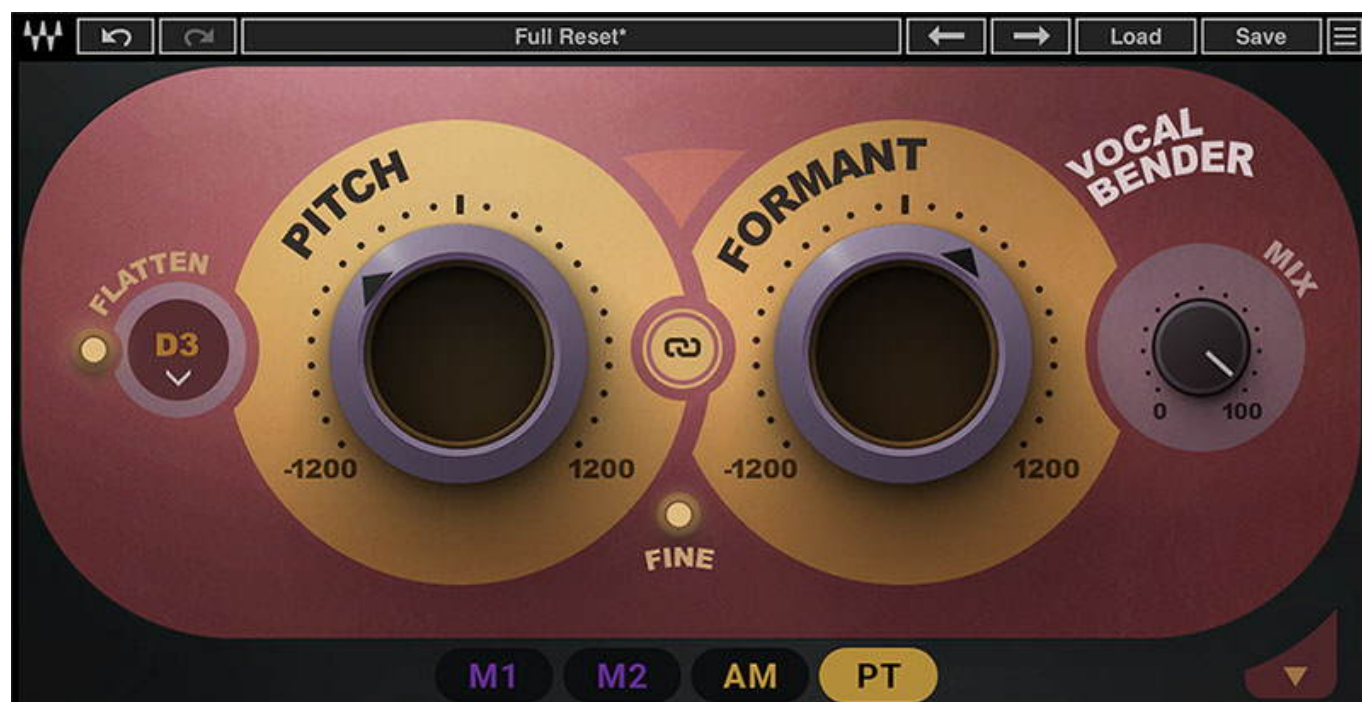 Full Reset*
Load
Save
PITCH
FORMANT
VOCAL
BENDER
FLATTEN
D3
MIX
0
100
-1200
1200
-1200
1200
FINE
M1
M2
AM
PT